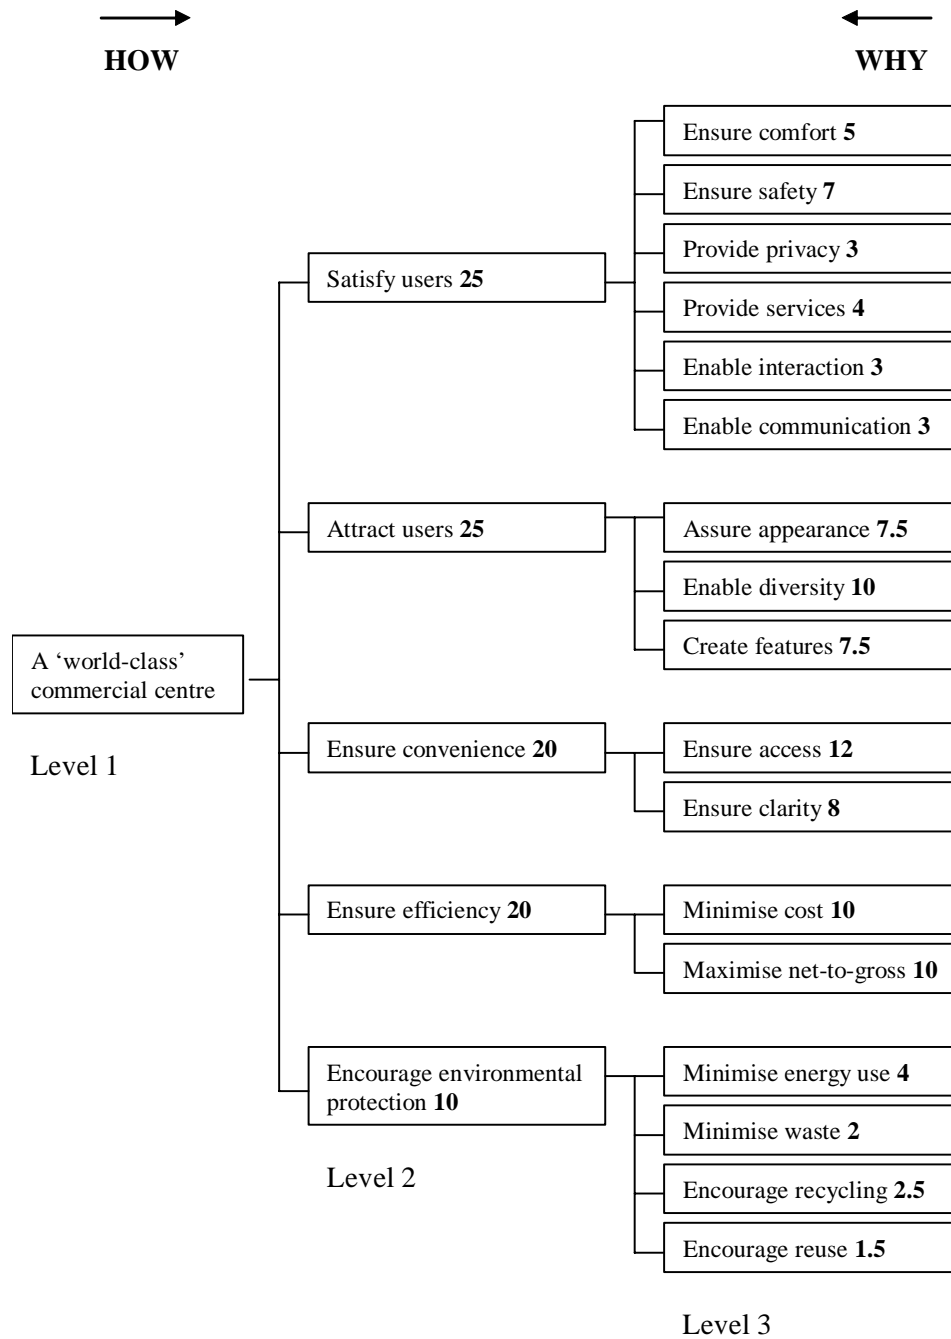 HOW
WHY
Ensure comfort 5
Ensure safety 7
Provide privacy 3
Satisfy users 25
Provide services 4
Enable interaction 3
Enable communication 3
Attract users 25
Assure appearance 7.5
Enable diversity 10
Create features 7.5
A ‘world-class’
commercial centre
Level 1
Ensure convenience 20
Ensure access 12
Ensure clarity 8
Ensure efficiency 20
Minimise cost 10
Maximise net-to-gross 10
Encourage environmental
protection 10
Level 2
Minimise energy use 4
Minimise waste 2
Encourage recycling 2.5
Encourage reuse 1.5
Level 3